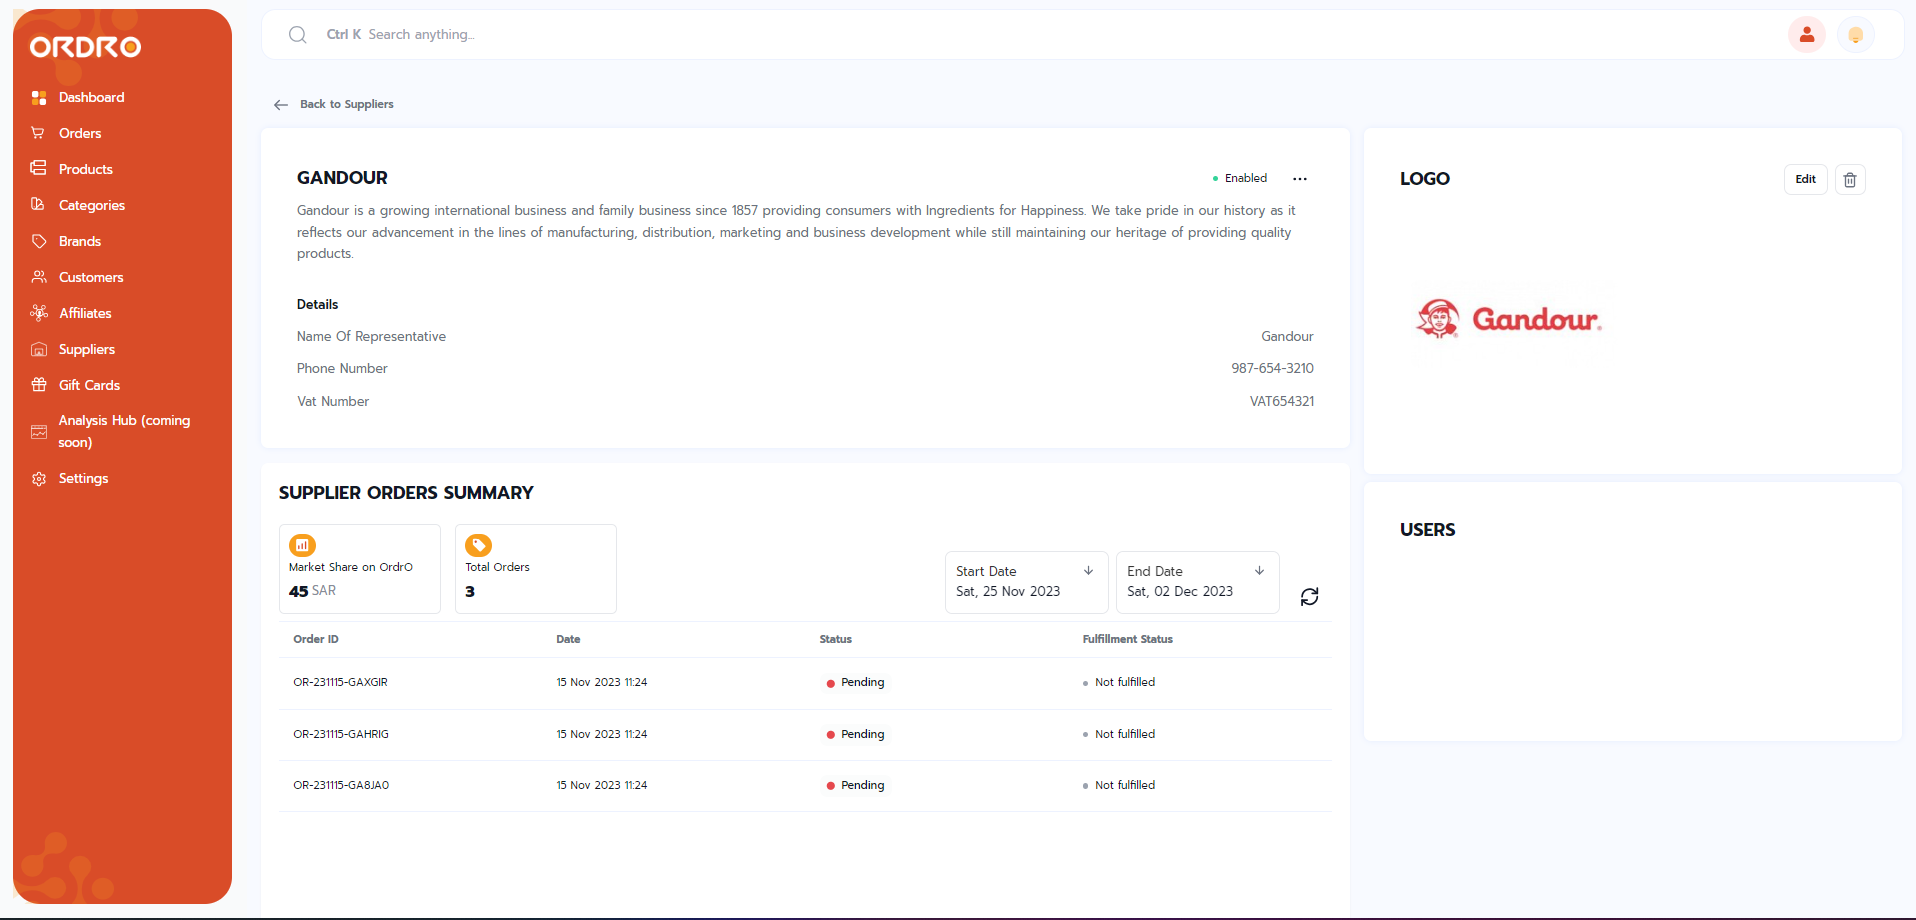 ORDRO
Dashboard
Orders
Products
Categories
Brands
Customers
Affiliates
Suppliers
Gift Cards
Analysis Hub (coming
soon)
Settings
Ctrl K Search anything...
Back to Suppliers
GANDOUR
Enabled
Gandour is a growing international business and family business since 1857 providing consumers with Ingredients for Happiness. We take pride in our history as it
reflects our advancement in the lines of manufacturing, distribution, marketing and business development while still maintaining our heritage of providing quality
products.
Details
Name Of Representative Gandour
Phone Number 987-654-3210
Vat Number VAT654321
LOGO
Edit
Gandour
USERS
SUPPLIER ORDERS SUMMARY
Market Share on OrdrO
45 SAR
Total Orders
3
Start Date
Sat, 25 Nov 2023
End Date
Sat, 02 Dec 2023
Order ID Date Status Fulfillment Status
OR-231115-GAXGIR 15 Nov 2023 11:24 Pending Not fulfilled
OR-231115-GAHRIG 15 Nov 2023 11:24 Pending Not fulfilled
OR-231115-GA8JA0 15 Nov 2023 11:24 Pending Not fulfilled